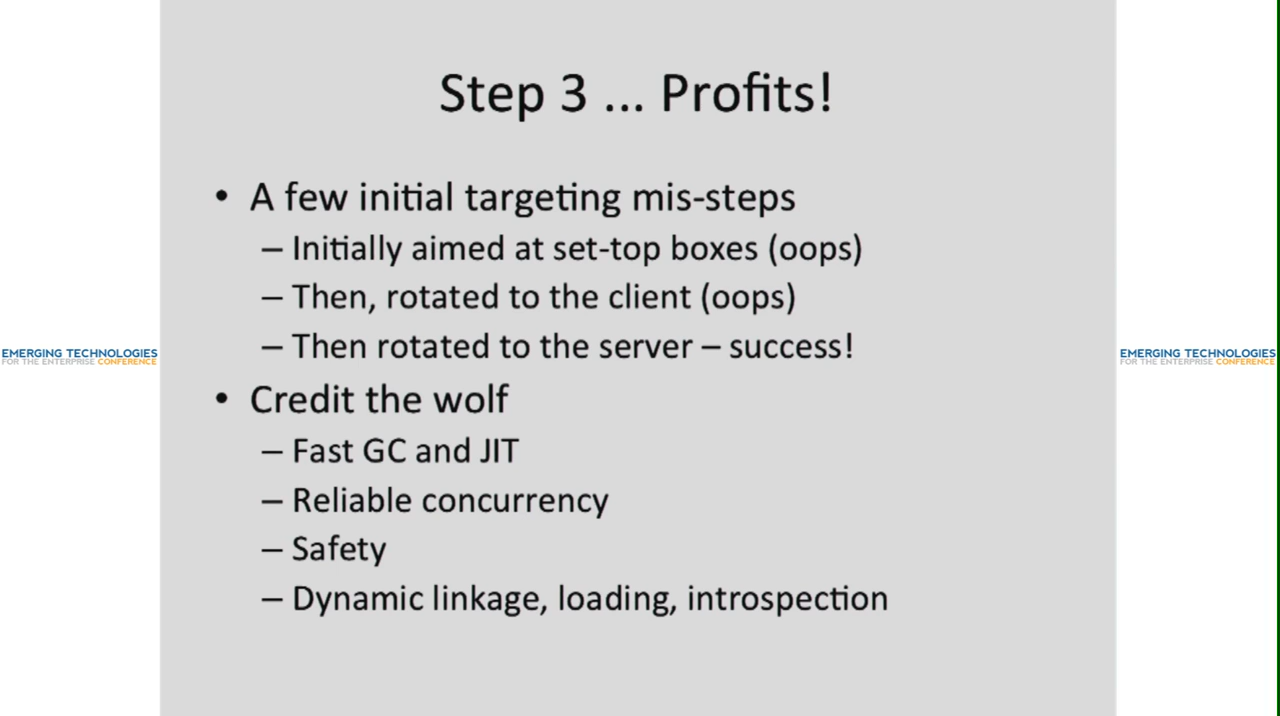 Step 3 ... Profits!
• A few initial targeting mis-steps
– Initially aimed at set-top boxes (oops)
– Then, rotated to the client (oops)
– Then rotated to the server – success!
EMERGING TECHNOLOGIES
FOR THE ENTERPRISE CONFERENCE
EMERGING TECHNOLOGIES
FOR THE ENTERPRISE CONFERENCE
• Credit the wolf
– Fast GC and JIT
– Reliable concurrency
– Safety
– Dynamic linkage, loading, introspection